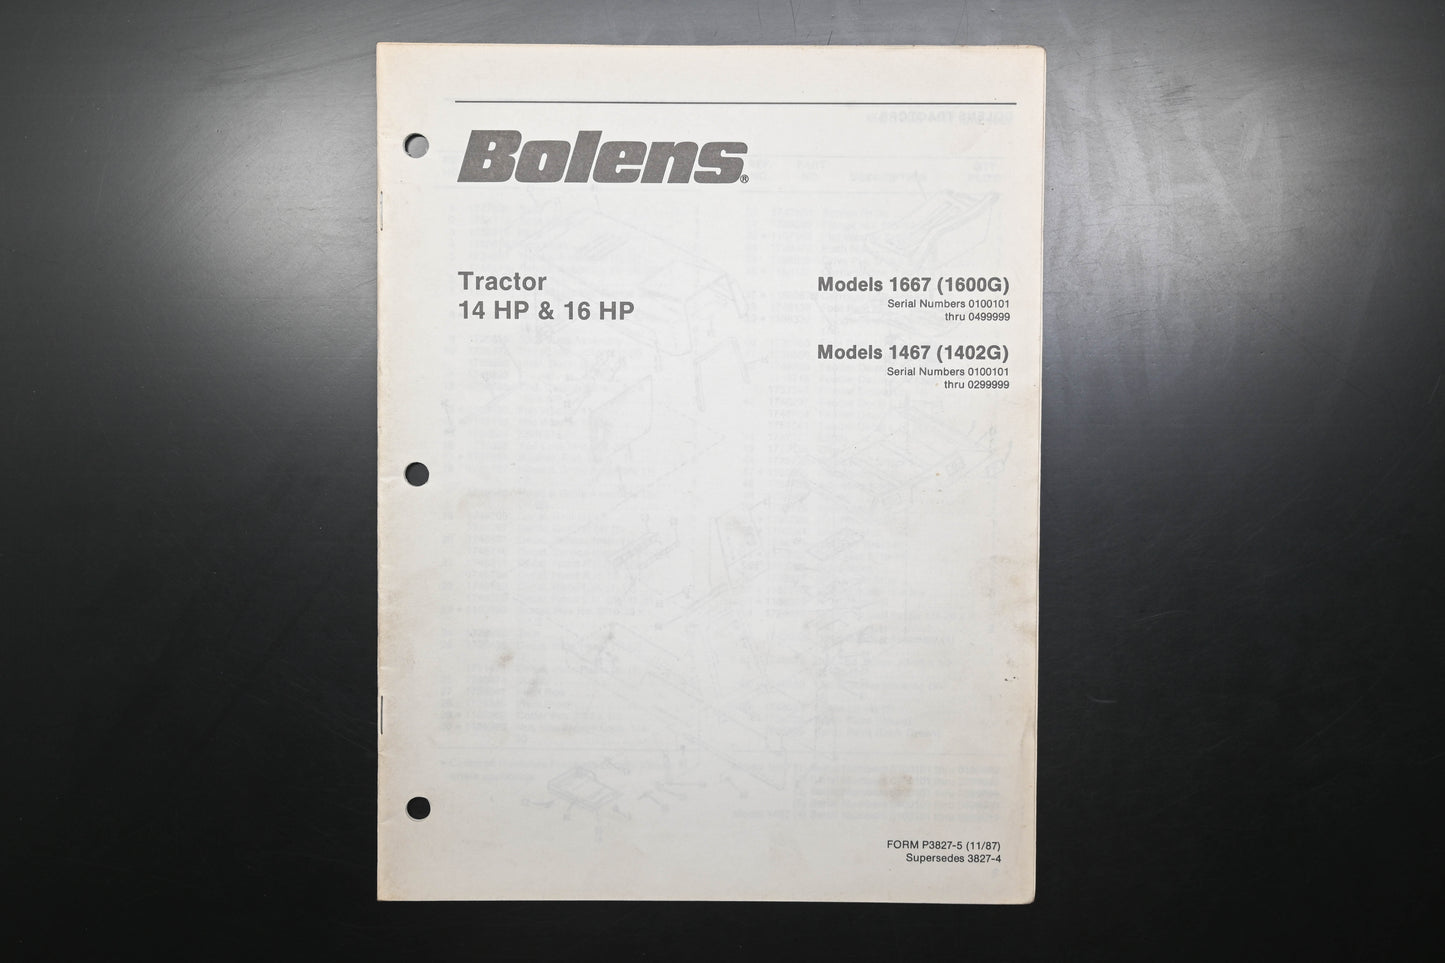 Bolens®
Tractor
14 HP & 16 HP
Models 1667 (1600G)
Serial Numbers 0100101
thru 0499999
Models 1467 (1402G)
Serial Numbers 0100101
thru 0299999
FORM P3827-5 (11/87)
Supersedes 3827-4